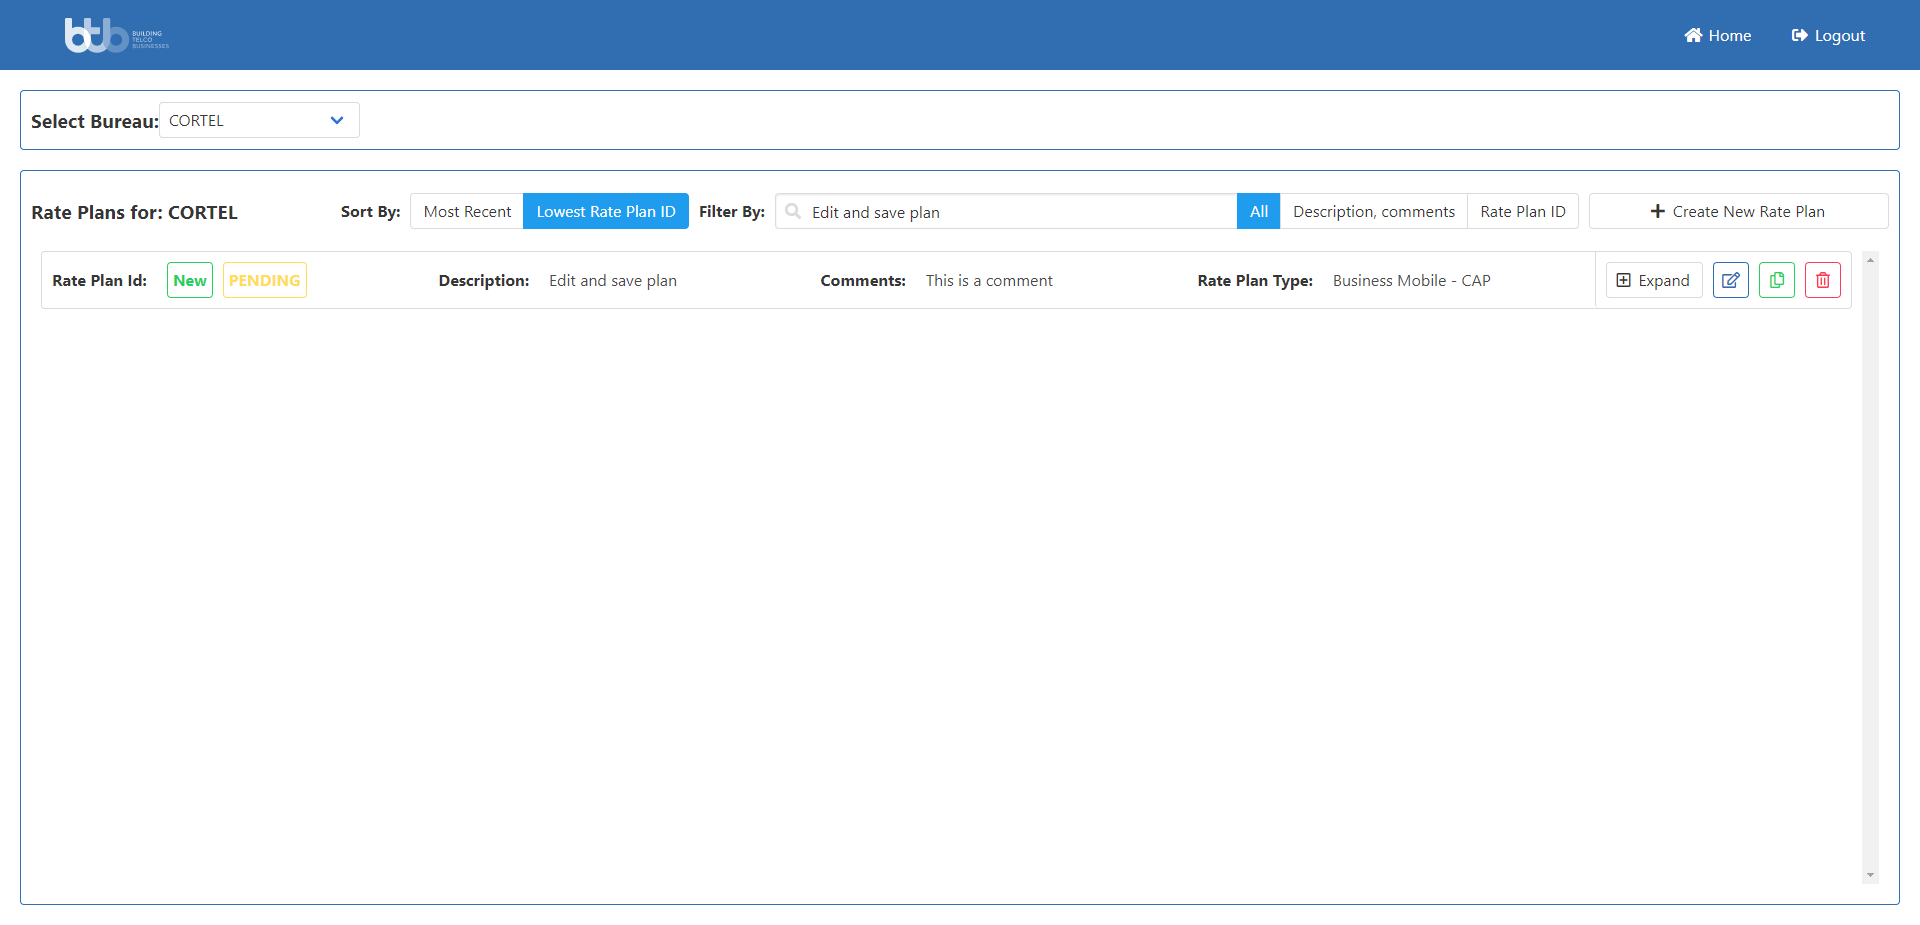 btb BUILDING TELCO BUSINESSES
Home
Logout
Select Bureau: CORTEL
Rate Plans for: CORTEL
Sort By: Most Recent Lowest Rate Plan ID Filter By: Edit and save plan All Description, comments Rate Plan ID Create New Rate Plan
Rate Plan Id: New PENDING Description: Edit and save plan Comments: This is a comment Rate Plan Type: Business Mobile - CAP Expand